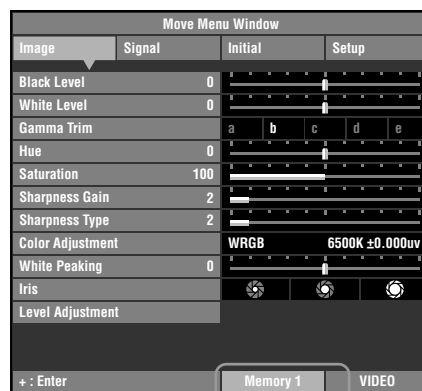 Move Menu Window
Image Signal Initial Setup
Black Level 0
White Level 0
Gamma Trim a b c d e
Hue 0
Saturation 100
Sharpness Gain 2
Sharpness Type 2
Color Adjustment WRGB 6500K ±0.000uv
White Peaking 0
Iris
Level Adjustment
+ : Enter Memory 1 VIDEO